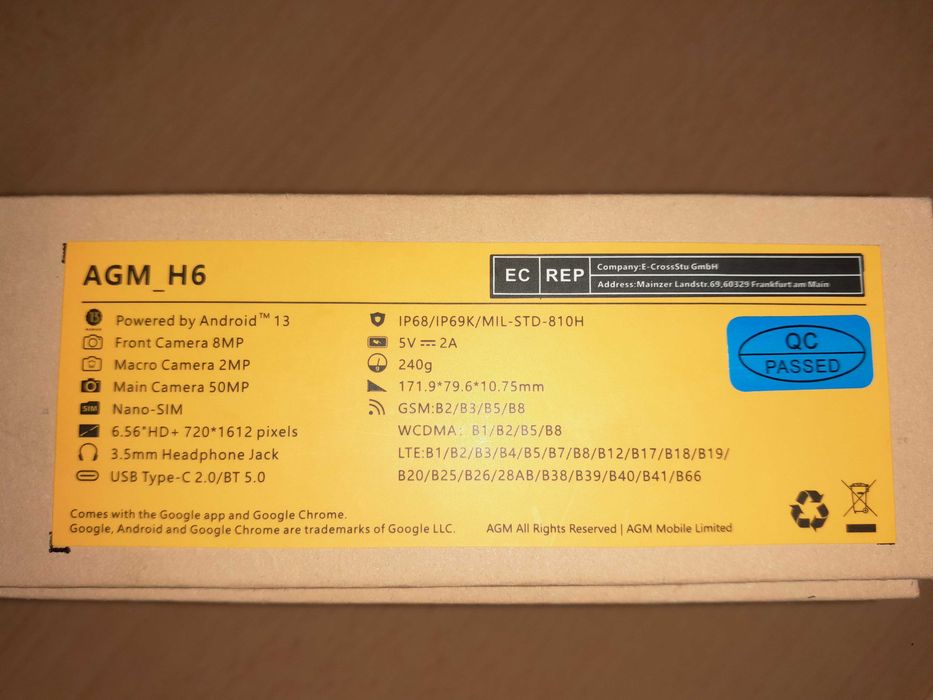 AGM_H6
EC REP
Company:E-CrossStu GmbH
Address:Mainzer Landstr.69,60329 Frankfurt am Main
Powered by Android™ 13
Front Camera 8MP
Macro Camera 2MP
Main Camera 50MP
SIM Nano-SIM
6.56"HD+ 720*1612 pixels
3.5mm Headphone Jack
USB Type-C 2.0/BT 5.0
IP68/IP69K/MIL-STD-810H
5V ⎓ 2A
240g
171.9*79.6*10.75mm
GSM:B2/B3/B5/B8
WCDMA: B1/B2/B5/B8
LTE:B1/B2/B3/B4/B5/B7/B8/B12/B17/B18/B19/
B20/B25/B26/28AB/B38/B39/B40/B41/B66
QC
PASSED
Comes with the Google app and Google Chrome.
Google, Android and Google Chrome are trademarks of Google LLC.
AGM All Rights Reserved | AGM Mobile Limited